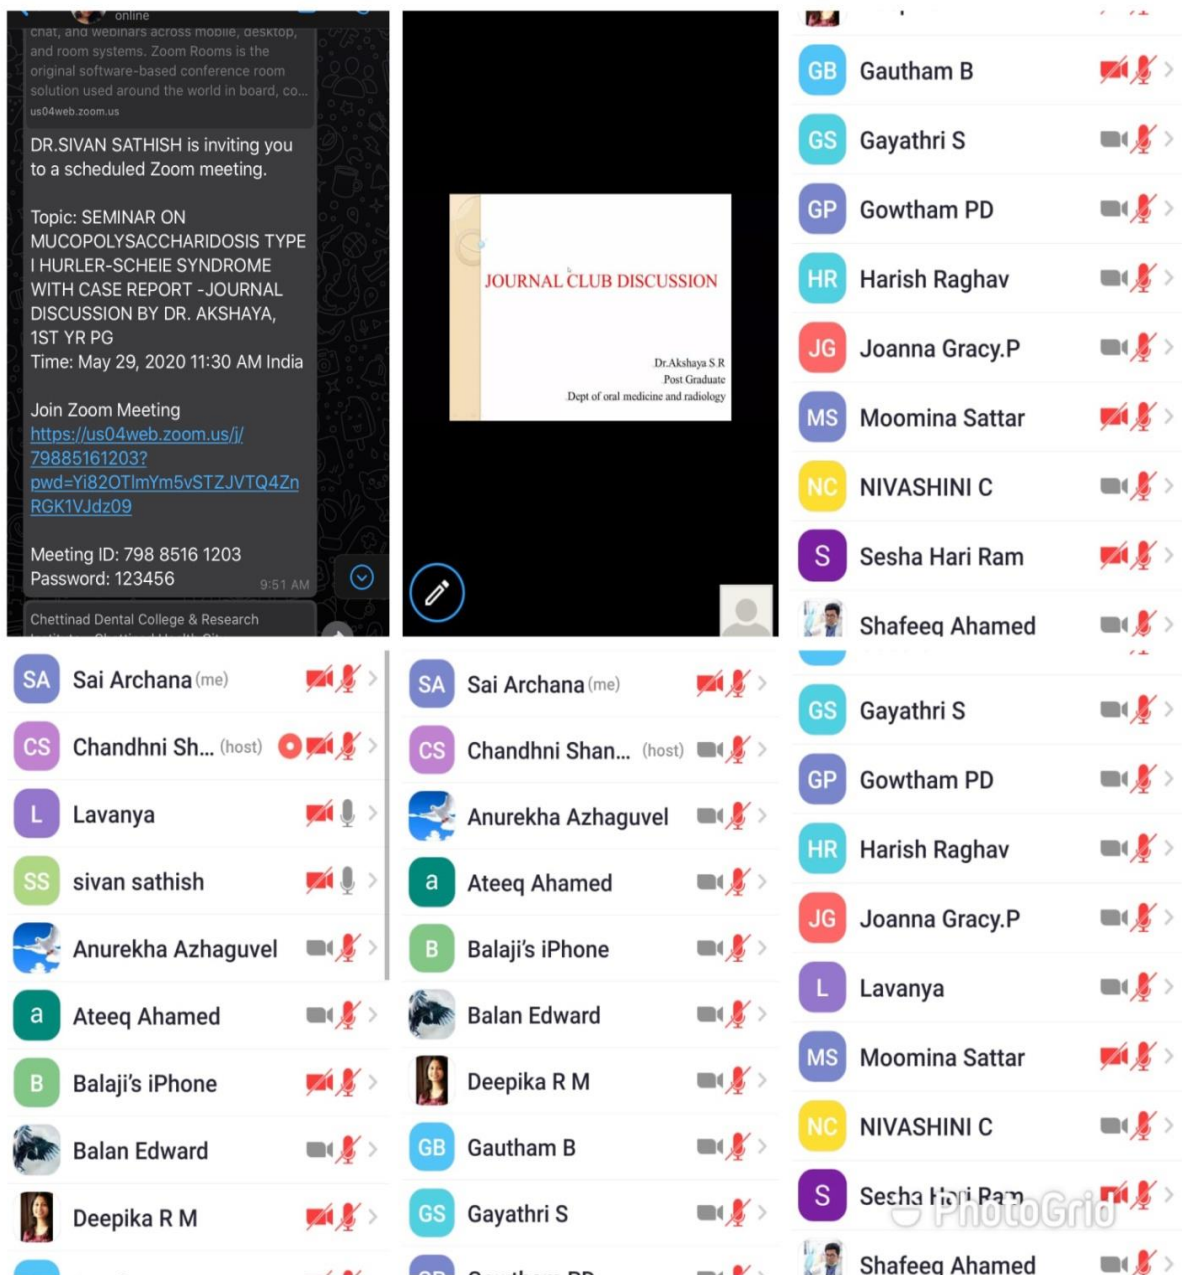 online
chat, and webinars across mobile, desktop,
and room systems. Zoom Rooms is the
original software-based conference room
solution used around the world in board, co...
us04web.zoom.us
DR.SIVAN SATHISH is inviting you
to a scheduled Zoom meeting.
Topic: SEMINAR ON
MUCOPOLYSACCHARIDOSIS TYPE
I HURLER-SCHEIE SYNDROME
WITH CASE REPORT -JOURNAL
DISCUSSION BY DR. AKSHAYA,
1ST YR PG
Time: May 29, 2020 11:30 AM India
Join Zoom Meeting
https://us04web.zoom.us/j/
79885161203?
pwd=Yi82OTlmYm5vSTZJVTQ4Zn
RGK1VJdz09
Meeting ID: 798 8516 1203
Password: 123456
9:51 AM
Chettinad Dental College & Research
JOURNAL CLUB DISCUSSION
Dr.Akshaya S R
Post Graduate
Dept of oral medicine and radiology
GB Gautham B
GS Gayathri S
GP Gowtham PD
HR Harish Raghav
JG Joanna Gracy.P
MS Moomina Sattar
NC NIVASHINI C
S Sesha Hari Ram
Shafeeq Ahamed
SA Sai Archana (me)
CS Chandhni Sh... (host)
L Lavanya
SS sivan sathish
Anurekha Azhaguvel
a Ateeq Ahamed
B Balaji's iPhone
Balan Edward
Deepika R M
SA Sai Archana (me)
CS Chandhni Shan... (host)
Anurekha Azhaguvel
a Ateeq Ahamed
B Balaji's iPhone
Balan Edward
Deepika R M
GB Gautham B
GS Gayathri S
GS Gayathri S
GP Gowtham PD
HR Harish Raghav
JG Joanna Gracy.P
L Lavanya
MS Moomina Sattar
NC NIVASHINI C
S Sesha Hari Ram
PhotoGrid
Shafeeq Ahamed